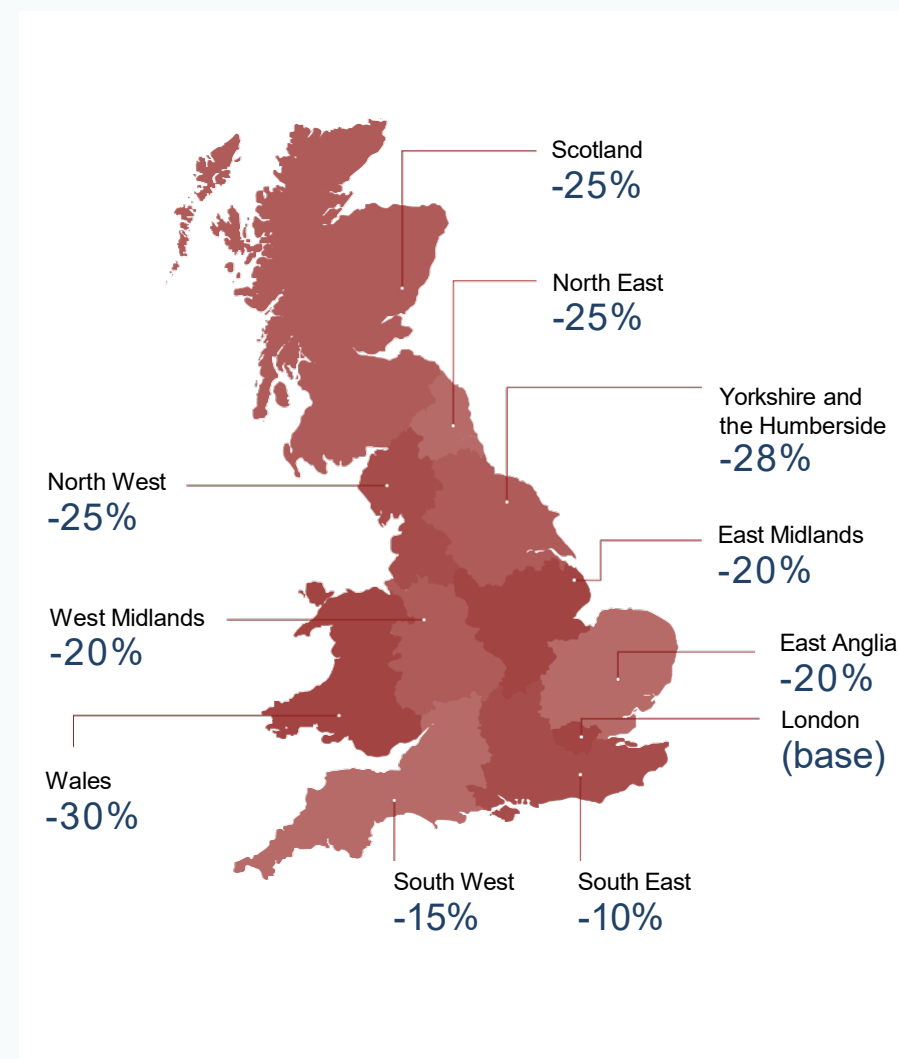 Scotland
-25%
North East
-25%
Yorkshire and
the Humberside
-28%
North West
-25%
East Midlands
-20%
West Midlands
-20%
East Anglia
-20%
London
(base)
Wales
-30%
South West
-15%
South East
-10%